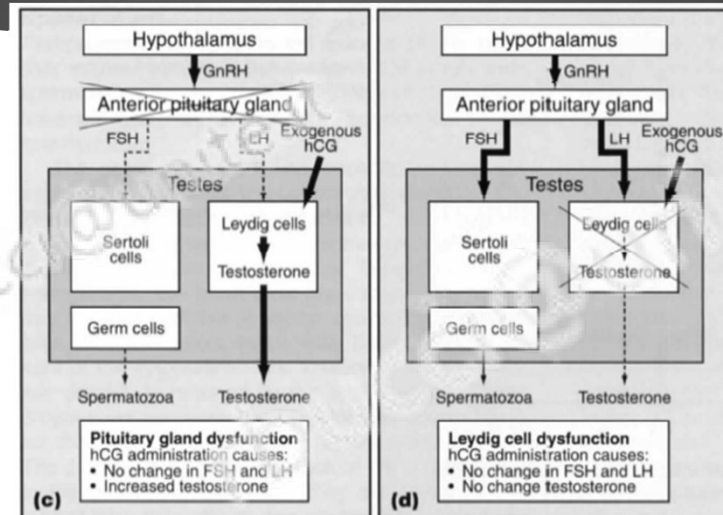 Hypothalamus
GnRH
Anterior pituitary gland
FSH
LH
Exogenous
hCG
Testes
Sertoli
cells
Leydig cells
Testosterone
Germ cells
Spermatozoa
Testosterone
Pituitary gland dysfunction
hCG administration causes:
• No change in FSH and LH
• Increased testosterone
(c)
Hypothalamus
GnRH
Anterior pituitary gland
FSH
LH
Exogenous
hCG
Testes
Sertoli
cells
Leydig cells
Testosterone
Germ cells
Spermatozoa
Testosterone
Leydig cell dysfunction
hCG administration causes:
• No change in FSH and LH
• No change testosterone
(d)